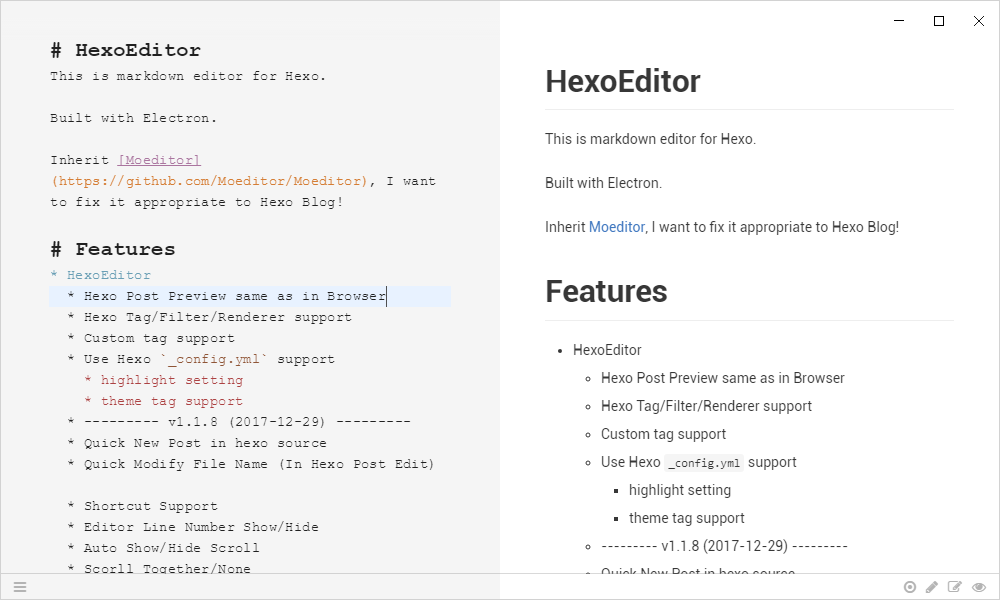 # HexoEditor
This is markdown editor for Hexo.
Built with Electron.
Inherit [Moeditor]
(https://github.com/Moeditor/Moeditor), I want
to fix it appropriate to Hexo Blog!
# Features
* HexoEditor
* Hexo Post Preview same as in Browser
* Hexo Tag/Filter/Renderer support
* Custom tag support
* Use Hexo `_config.yml` support
* highlight setting
* theme tag support
* --------- v1.1.8 (2017-12-29) ---------
* Quick New Post in hexo source
* Quick Modify File Name (In Hexo Post Edit)
* Shortcut Support
* Editor Line Number Show/Hide
* Auto Show/Hide Scroll
* Scorll Together/None
HexoEditor
This is markdown editor for Hexo.
Built with Electron.
Inherit Moeditor, I want to fix it appropriate to Hexo Blog!
Features
HexoEditor
Hexo Post Preview same as in Browser
Hexo Tag/Filter/Renderer support
Custom tag support
Use Hexo _config.yml support
highlight setting
theme tag support
--------- v1.1.8 (2017-12-29) ---------
Quick New Post in hexo source